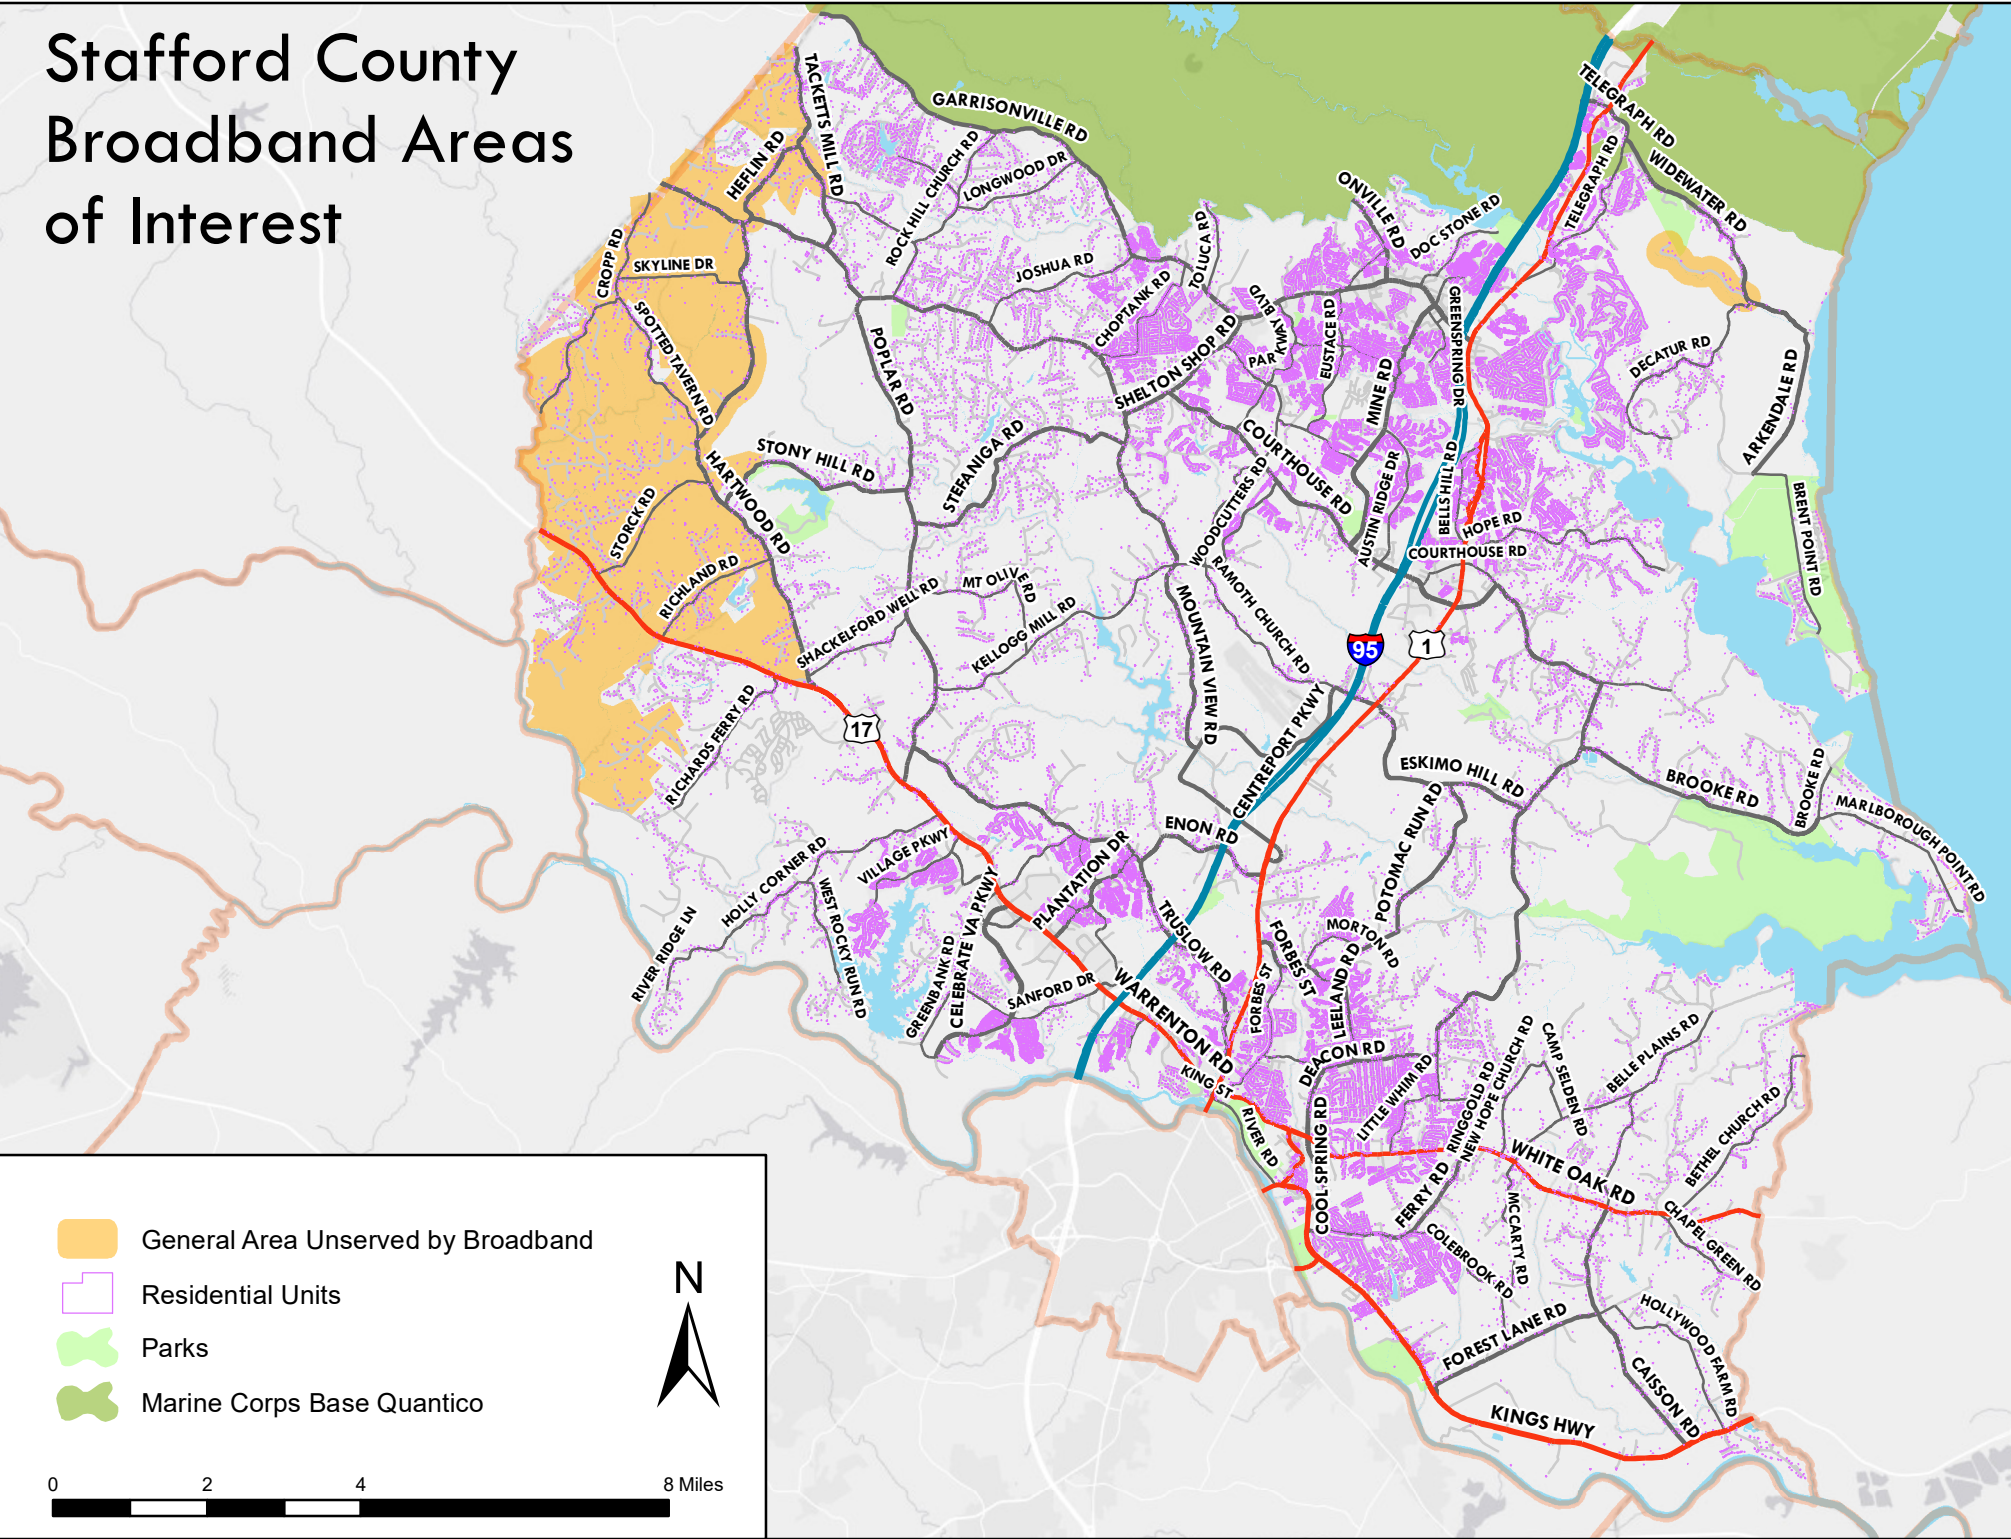 Stafford County
Broadband Areas
of Interest
TACKETTS MILL RD
GARRISONVILLE RD
HEFLIN RD
ROCK HILL CHURCH RD
LONGWOOD DR
TELEGRAPH RD
TELEGRAPH RD
WIDEWATER RD
ONVILLE RD
DOC STONE RD
TOLUCA RD
CROPP RD
SKYLINE DR
JOSHUA RD
CHOPTANK RD
SPOTTED TAVERN RD
POPLAR RD
SHELTON SHOP RD
PARKWAY BLVD
EUSTACE RD
GREENSPRING DR
MINE RD
DECATUR RD
ARKENDALE RD
STONY HILL RD
HARTWOOD RD
STEFANIGA RD
COURTHOUSE RD
WOODCUTTERS RD
AUSTIN RIDGE DR
BELLS HILL RD
HOPE RD
COURTHOUSE RD
BRENT POINT RD
STORCK RD
RICHLAND RD
SHACKELFORD WELL RD
MT OLIVE RD
KELLOGG MILL RD
RAMOTH CHURCH RD
MOUNTAIN VIEW RD
95
1
17
RICHARDS FERRY RD
CENTREPORT PKWY
ESKIMO HILL RD
BROOKE RD
BROOKE RD
MARLBOROUGH POINT RD
POTOMAC RUN RD
ENON RD
PLANTATION DR
VILLAGE PKWY
HOLLY CORNER RD
WEST ROCKY RUN RD
RIVER RIDGE LN
GREENBANK RD
CELEBRATE VA PKWY
SANFORD DR
TRUSLOW RD
WARRENTON RD
FORBES ST
FORBES ST
MORTON RD
LEELAND RD
DEACON RD
KING ST
RIVER RD
COOL SPRING RD
LITTLE WHIM RD
RINGGOLD RD
NEW HOPE CHURCH RD
CAMP SELDEN RD
BELLE PLAINS RD
BETHEL CHURCH RD
WHITE OAK RD
FERRY RD
MCCARTY RD
COLEBROOK RD
CHAPEL GREEN RD
FOREST LANE RD
HOLLYWOOD FARM RD
CAISSON RD
KINGS HWY
General Area Unserved by Broadband
Residential Units
Parks
Marine Corps Base Quantico
N
0 2 4 8 Miles